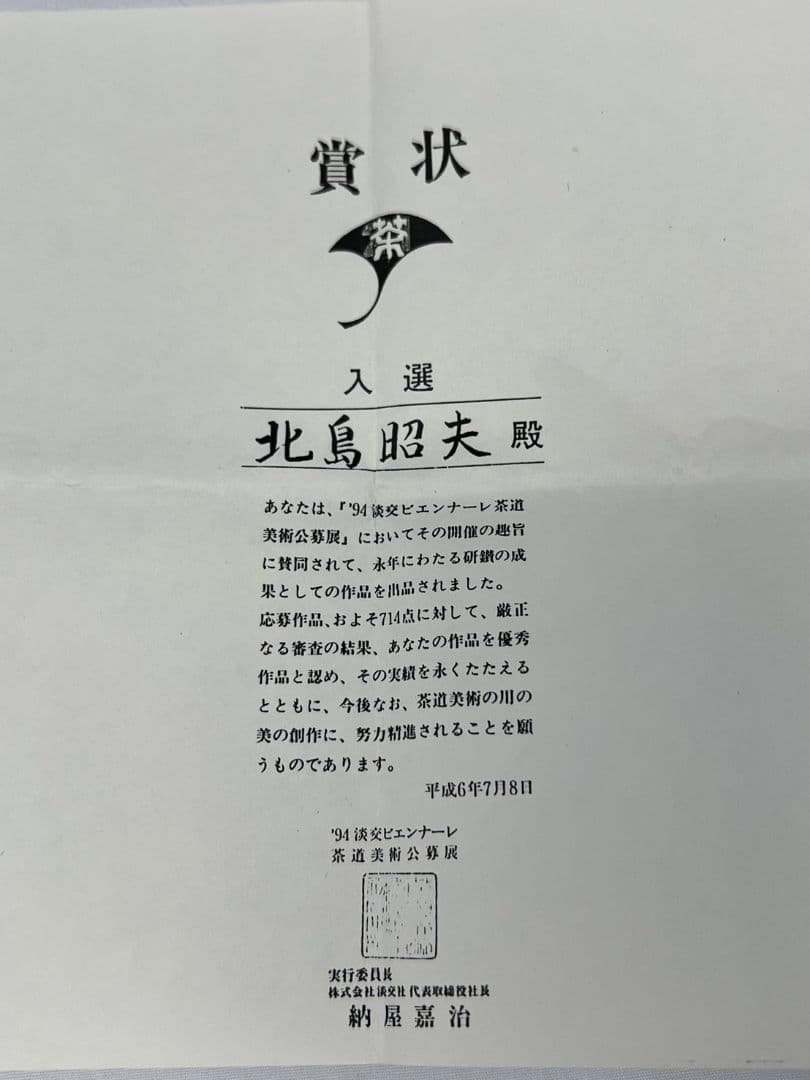 賞状
茶
入選
北島昭夫殿
あなたは、『'94淡交ビエンナーレ茶道
美術公募展』においてその開催の趣旨
に賛同されて、永年にわたる研鑽の成
果としての作品を出品されました。
応募作品、およそ714点に対して、厳正
なる審査の結果、あなたの作品を優秀
作品と認め、その実績を永くたたえる
とともに、今後なお、茶道美術の川の
美の創作に、努力精進されることを願
うものであります。
平成6年7月8日
'94淡交ビエンナーレ
茶道美術公募展
実行委員長
株式会社淡交社代表取締役社長
納屋嘉治